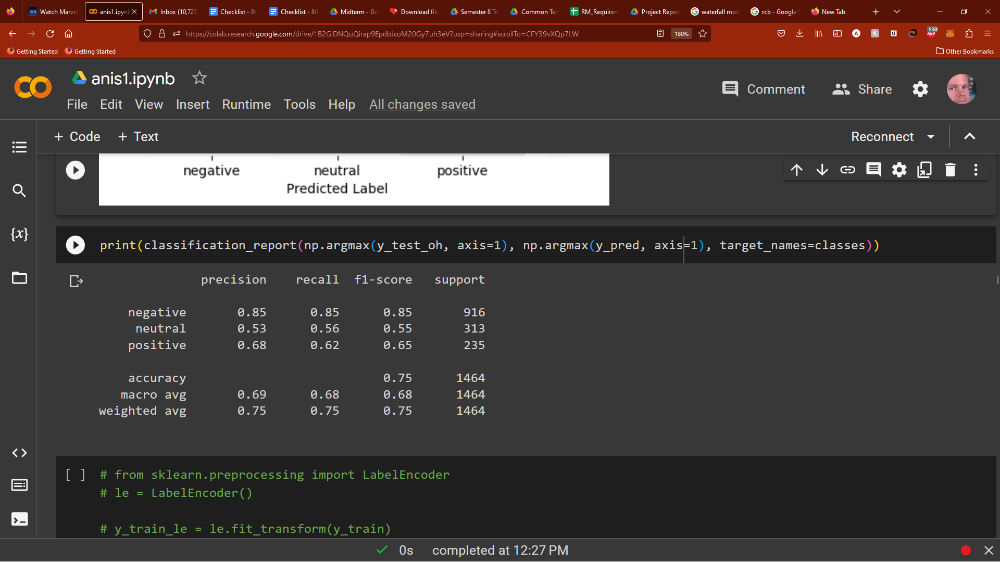 Watch Marve
anis1.ipynb
Inbox (10,725
Checklist - 8th
Checklist - 8th
Midterm - Go
Download file
Semester 8 Te
Common Tem
RM_Requirem
Project Repor
waterfall mod
rcb - Google S
New Tab
https://colab.research.google.com/drive/1B2GlDNQuQirap9EpdbJcoM20Gy7uh3eV?usp=sharing#scrollTo=CFY39vXQp7LW
180%
130
ABP
Getting Started
Getting Started
Other Bookmarks
anis1.ipynb
Comment
Share
File Edit View Insert Runtime Tools Help All changes saved
+ Code + Text
Reconnect
negative neutral positive
Predicted Label
{x}
print(classification_report(np.argmax(y_test_oh, axis=1), np.argmax(y_pred, axis=1), target_names=classes))
precision recall f1-score support
negative 0.85 0.85 0.85 916
neutral 0.53 0.56 0.55 313
positive 0.68 0.62 0.65 235
accuracy 0.75 1464
macro avg 0.69 0.68 0.68 1464
weighted avg 0.75 0.75 0.75 1464
[ ] # from sklearn.preprocessing import LabelEncoder
# le = LabelEncoder()
# y_train_le = le.fit_transform(y_train)
0s completed at 12:27 PM